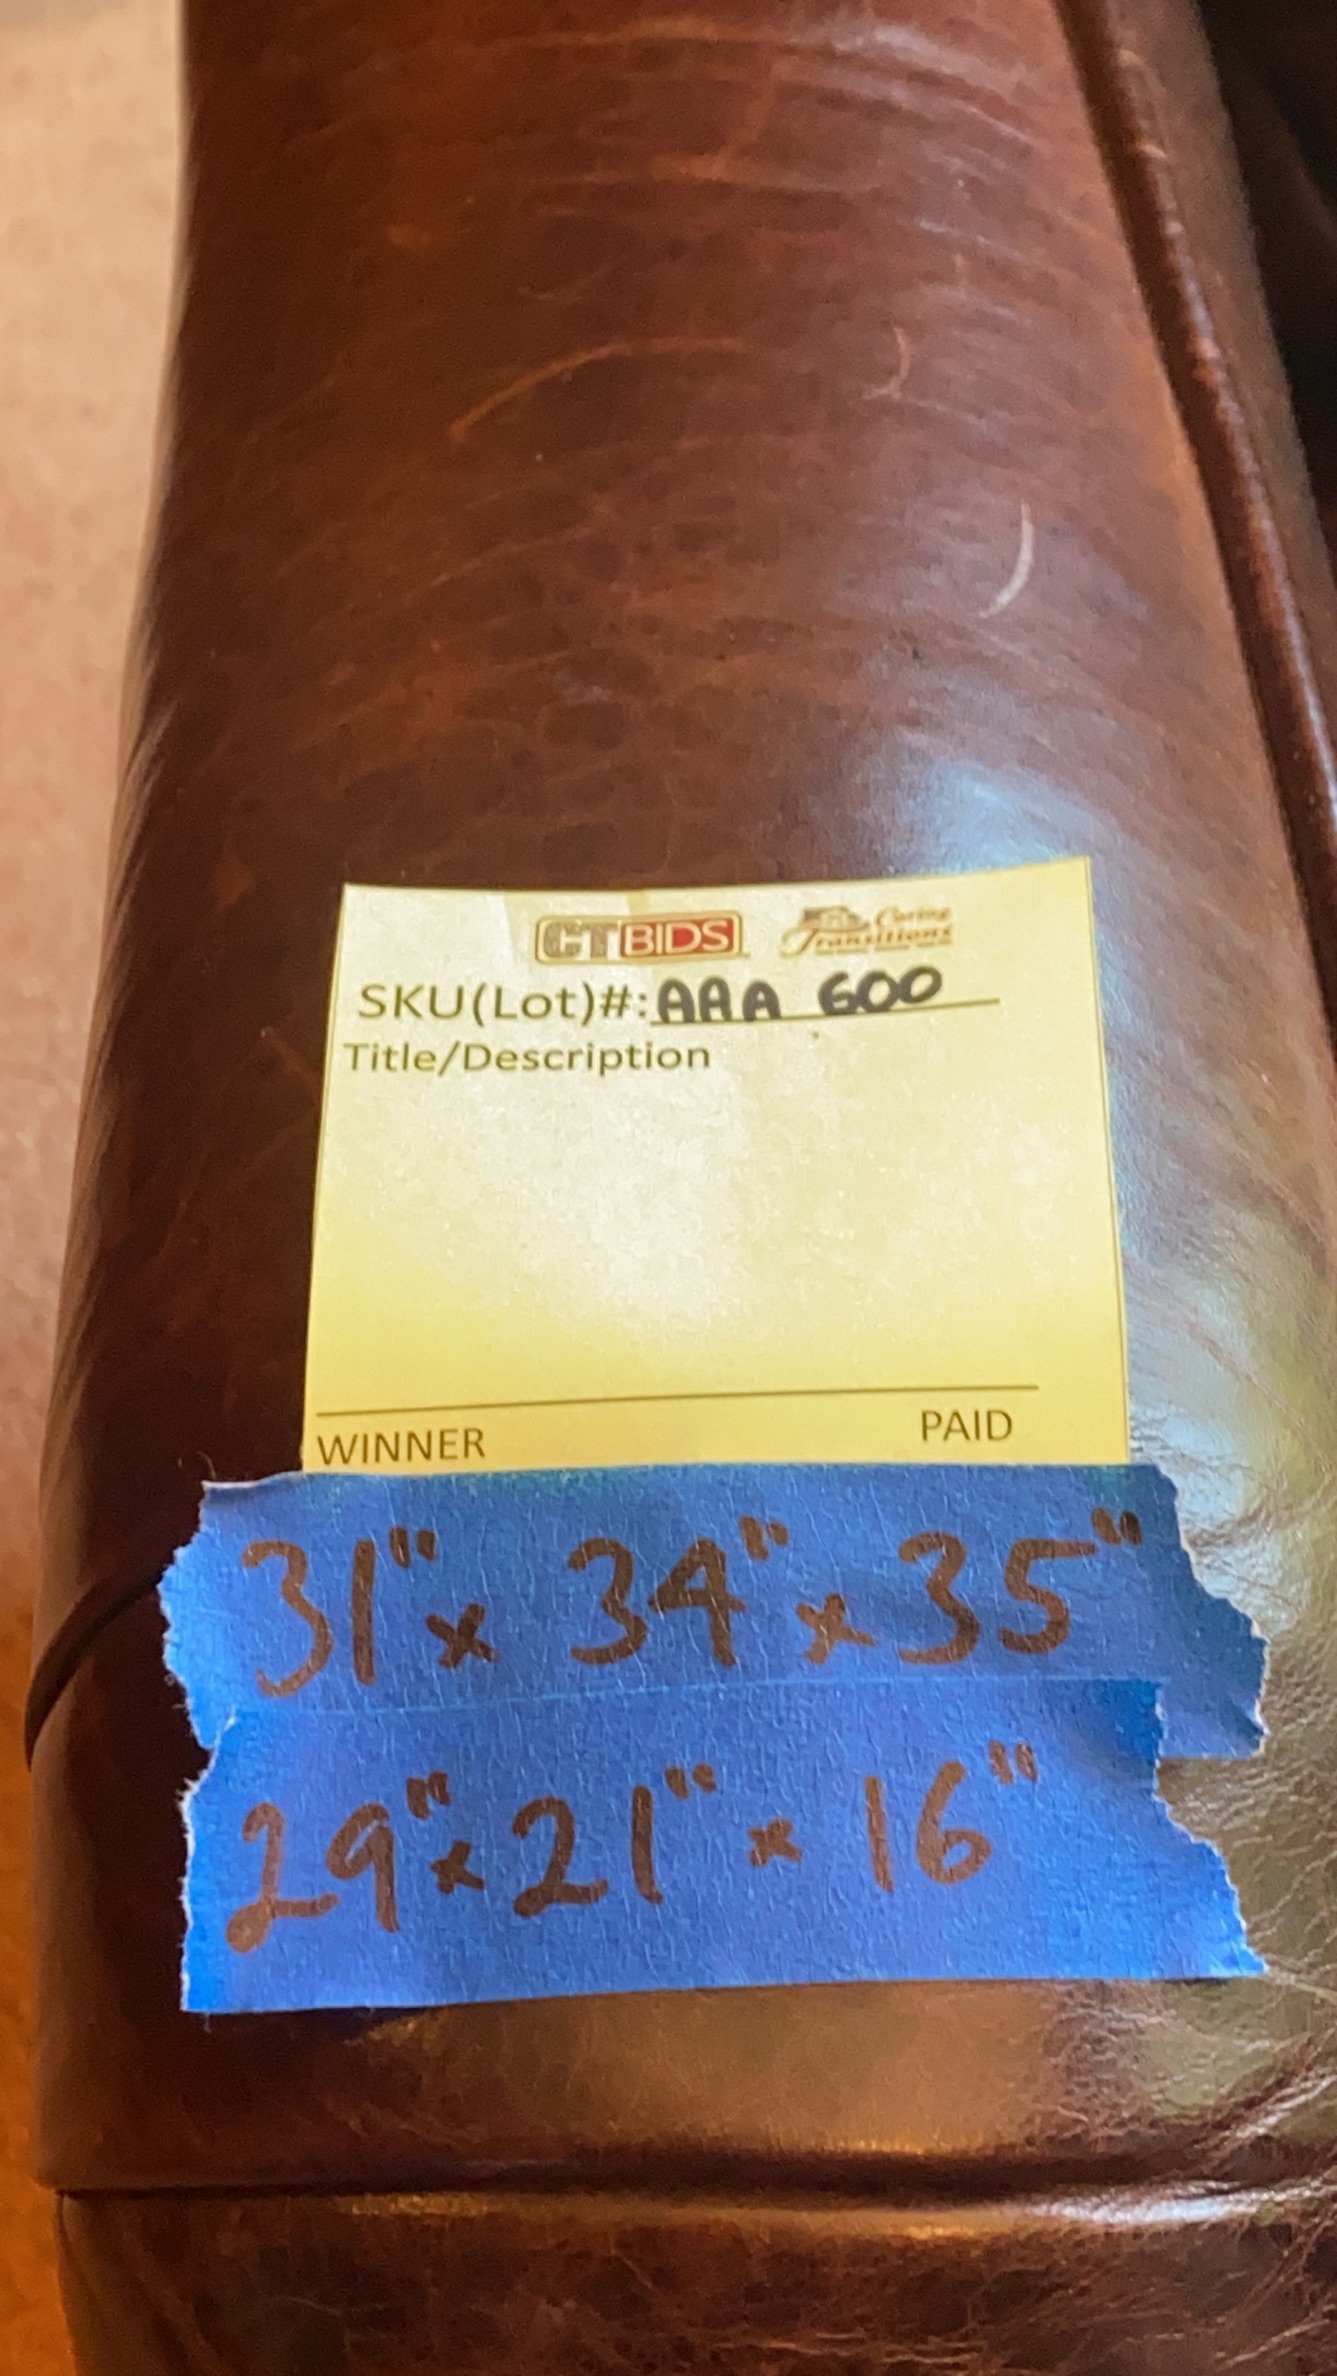 CTBIDS Caring Transitions
SKU(Lot)#: AAA 600
Title/Description
WINNER PAID
31" x 34" x 35"
29" x 21" x 16"